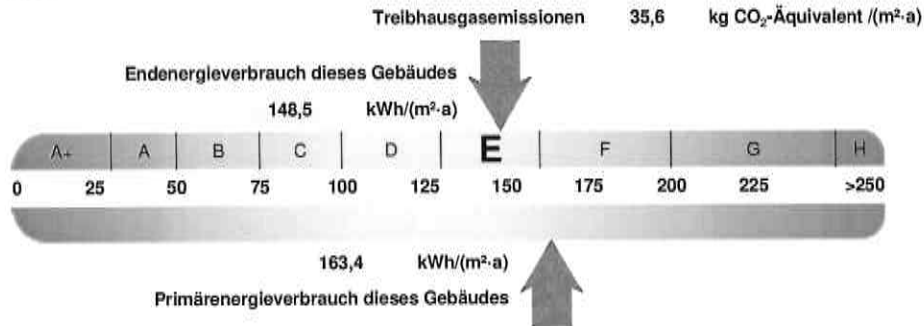 Treibhausgasemissionen 35,6 kg CO₂-Äquivalent /(m²·a)
Endenergieverbrauch dieses Gebäudes
148,5 kWh/(m²·a)
A+ A B C D E F G H
0 25 50 75 100 125 150 175 200 225 >250
163,4 kWh/(m²·a)
Primärenergieverbrauch dieses Gebäudes